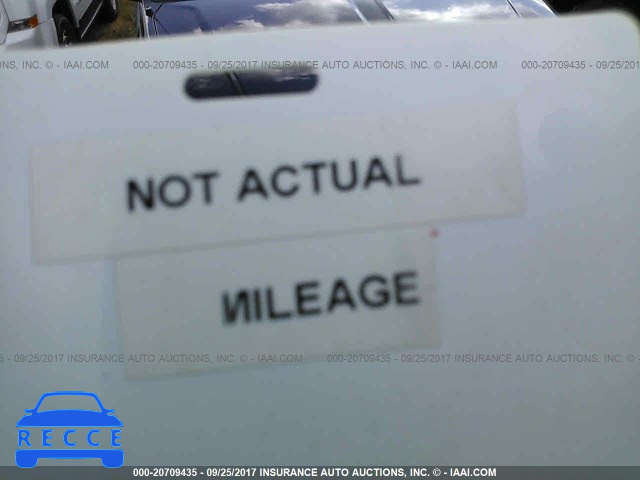 NOT ACTUAL
MILEAGE
INC. © - IAAI.COM 000-20709435 - 09/25/2017 INSURANCE AUTO AUCTIONS, INC. © - IAAI.COM 000-20709435 - 09/25/2017
09/25/2017 INSURANCE AUTO AUCTIONS, INC. © - IAAI.COM 000-20709435 - 09/25/2017 INSURANCE AUTO AUCTIONS, INC. ©
RECCE
000-20709435 - 09/25/2017 INSURANCE AUTO AUCTIONS, INC. © - IAAI.COM